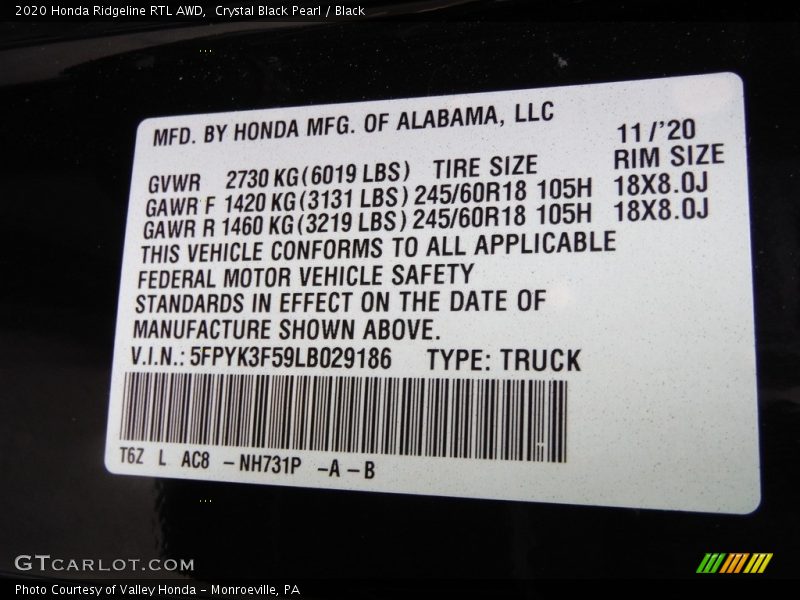 2020 Honda Ridgeline RTL AWD,  Crystal Black Pearl / Black
MFD. BY HONDA MFG. OF ALABAMA, LLC 11/'20
GVWR 2730 KG(6019 LBS) TIRE SIZE RIM SIZE
GAWR F 1420 KG(3131 LBS) 245/60R18 105H 18X8.0J
GAWR R 1460 KG(3219 LBS) 245/60R18 105H 18X8.0J
THIS VEHICLE CONFORMS TO ALL APPLICABLE
FEDERAL MOTOR VEHICLE SAFETY
STANDARDS IN EFFECT ON THE DATE OF
MANUFACTURE SHOWN ABOVE.
V.I.N.: 5FPYK3F59LB029186 TYPE: TRUCK
T6Z L AC8 -NH731P -A-B
GTCARLOT.COM
Photo Courtesy of Valley Honda - Monroeville, PA